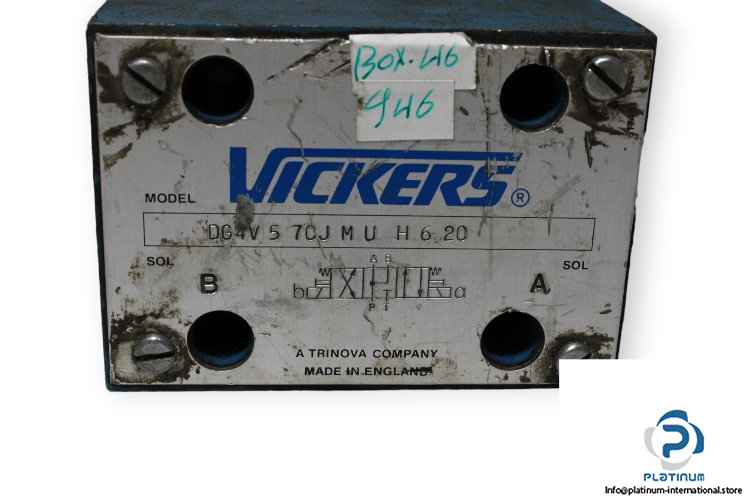 BOX.46
946
VICKERS®
MODEL
DG4V 5 7CJ M U H 6 20
SOL
SOL
A B
B
b
a
A
P T
A TRINOVA COMPANY
MADE IN ENGLAND
PLATINUM
Info@platinum-international.store